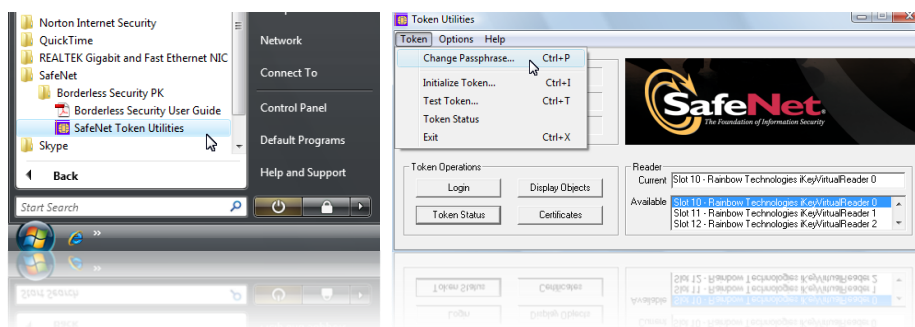 Norton Internet Security
QuickTime
REALTEK Gigabit and Fast Ethernet NIC
SafeNet
Borderless Security PK
Borderless Security User Guide
SafeNet Token Utilities
Skype
Back
Start Search
Network
Connect To
Control Panel
Default Programs
Help and Support
Token Utilities
Token Options Help
Change Passphrase... Ctrl+P
Initialize Token... Ctrl+I
Test Token... Ctrl+T
Token Status
Exit Ctrl+X
SafeNet.
The Foundation of Information Security
Token Operations
Login Display Objects
Token Status Certificates
Reader
Current Slot 10 - Rainbow Technologies iKeyVirtualReader 0
Available Slot 10 - Rainbow Technologies iKeyVirtualReader 0
Slot 11 - Rainbow Technologies iKeyVirtualReader 1
Slot 12 - Rainbow Technologies iKeyVirtualReader 2